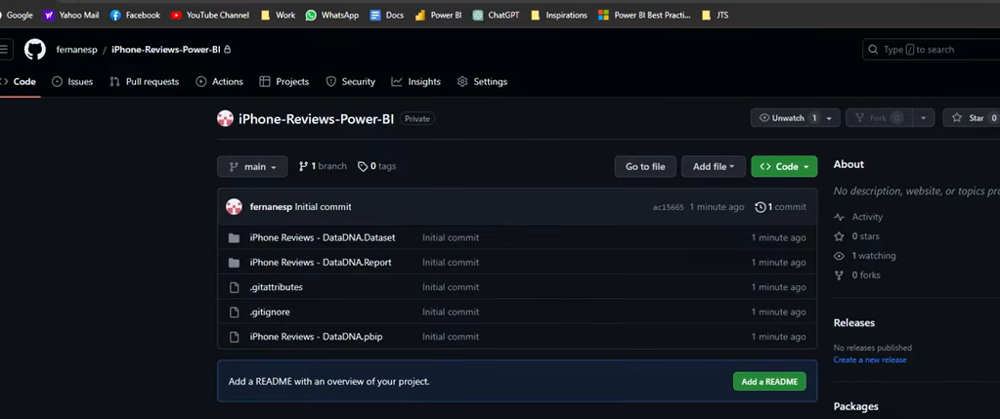 Google Yahoo Mail Facebook YouTube Channel Work WhatsApp Docs Power BI ChatGPT Inspirations Power BI Best Practi... JTS
fernanesp / iPhone-Reviews-Power-BI
Type / to search
Code Issues Pull requests Actions Projects Security Insights Settings
iPhone-Reviews-Power-BI Private
Unwatch 1 Fork 0 Star 0
main 1 branch 0 tags
Go to file Add file Code
fernanesp Initial commit ac15665 1 minute ago 1 commit
iPhone Reviews - DataDNA.Dataset Initial commit 1 minute ago
iPhone Reviews - DataDNA.Report Initial commit 1 minute ago
.gitattributes Initial commit 1 minute ago
.gitignore Initial commit 1 minute ago
iPhone Reviews - DataDNA.pbip Initial commit 1 minute ago
Add a README with an overview of your project. Add a README
About
No description, website, or topics pro
Activity
0 stars
1 watching
0 forks
Releases
No releases published
Create a new release
Packages